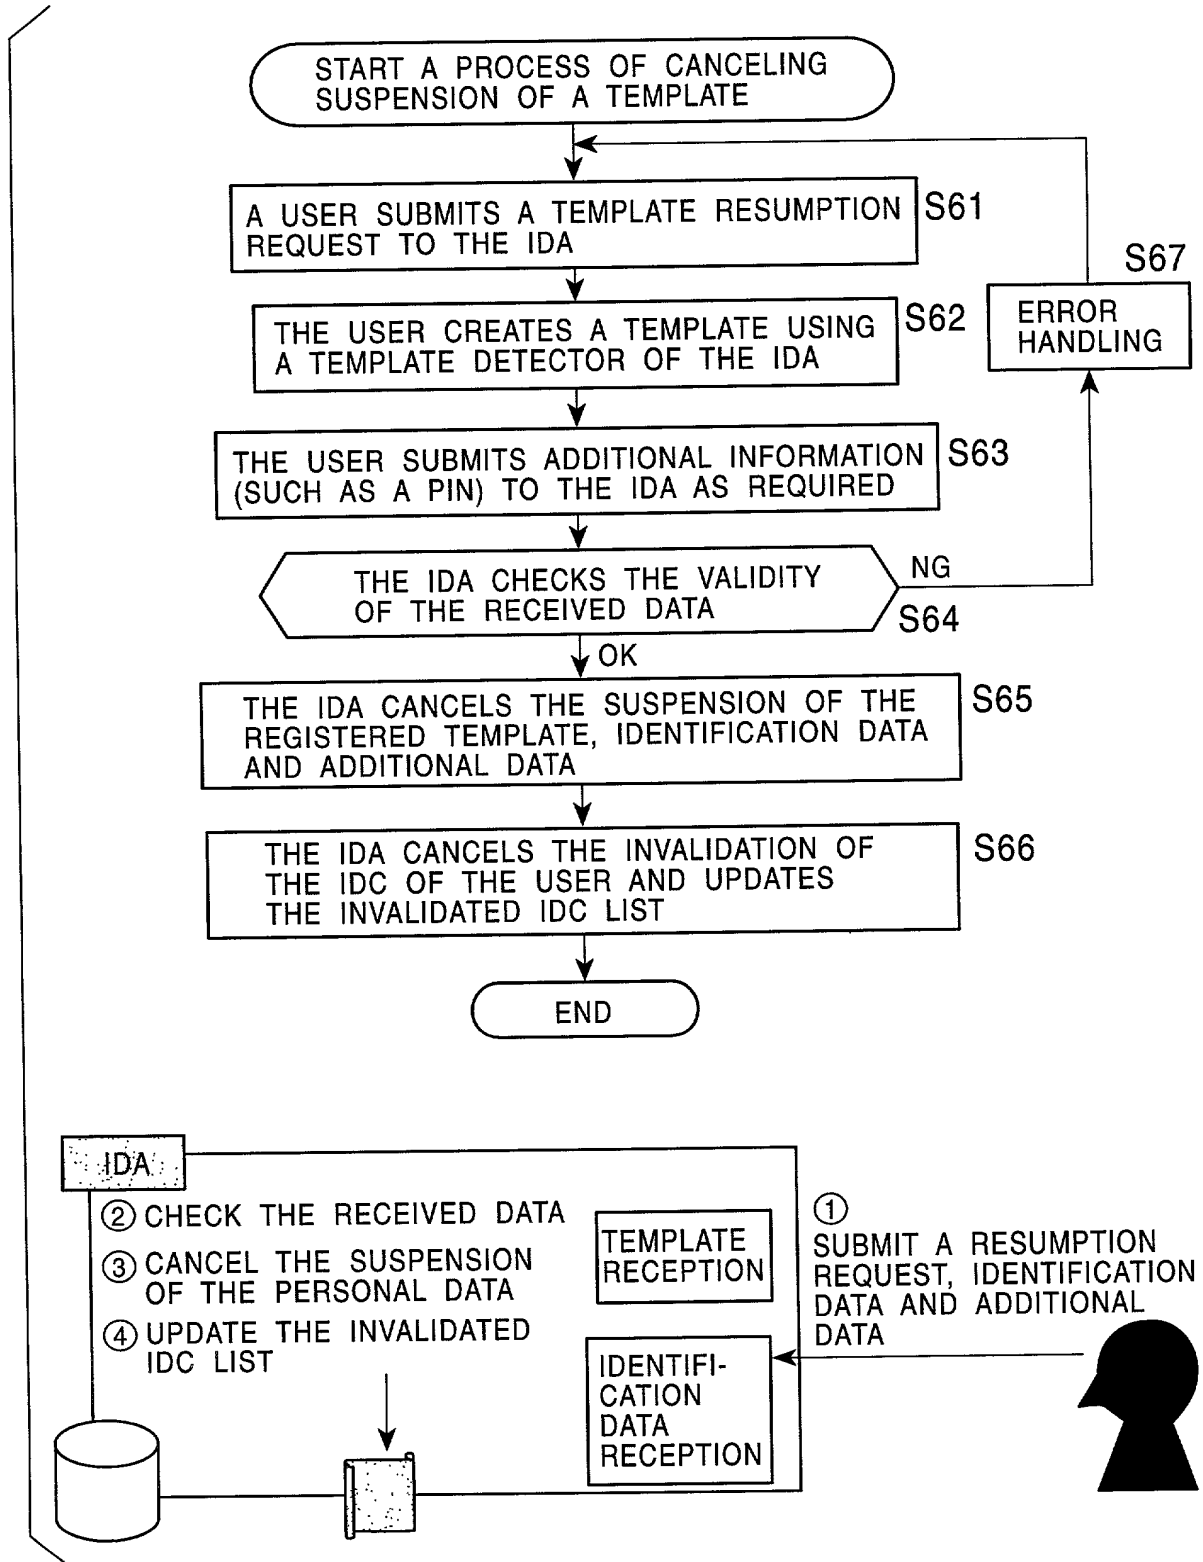 START A PROCESS OF CANCELING
SUSPENSION OF A TEMPLATE
A USER SUBMITS A TEMPLATE RESUMPTION
REQUEST TO THE IDA
S61
S67
ERROR
HANDLING
THE USER CREATES A TEMPLATE USING
A TEMPLATE DETECTOR OF THE IDA
S62
THE USER SUBMITS ADDITIONAL INFORMATION
(SUCH AS A PIN) TO THE IDA AS REQUIRED
S63
THE IDA CHECKS THE VALIDITY
OF THE RECEIVED DATA
NG
S64
OK
THE IDA CANCELS THE SUSPENSION OF THE
REGISTERED TEMPLATE, IDENTIFICATION DATA
AND ADDITIONAL DATA
S65
THE IDA CANCELS THE INVALIDATION OF
THE IDC OF THE USER AND UPDATES
THE INVALIDATED IDC LIST
S66
END
IDA
② CHECK THE RECEIVED DATA
③ CANCEL THE SUSPENSION
OF THE PERSONAL DATA
④ UPDATE THE INVALIDATED
IDC LIST
TEMPLATE
RECEPTION
IDENTIFI-
CATION
DATA
RECEPTION
①
SUBMIT A RESUMPTION
REQUEST, IDENTIFICATION
DATA AND ADDITIONAL
DATA